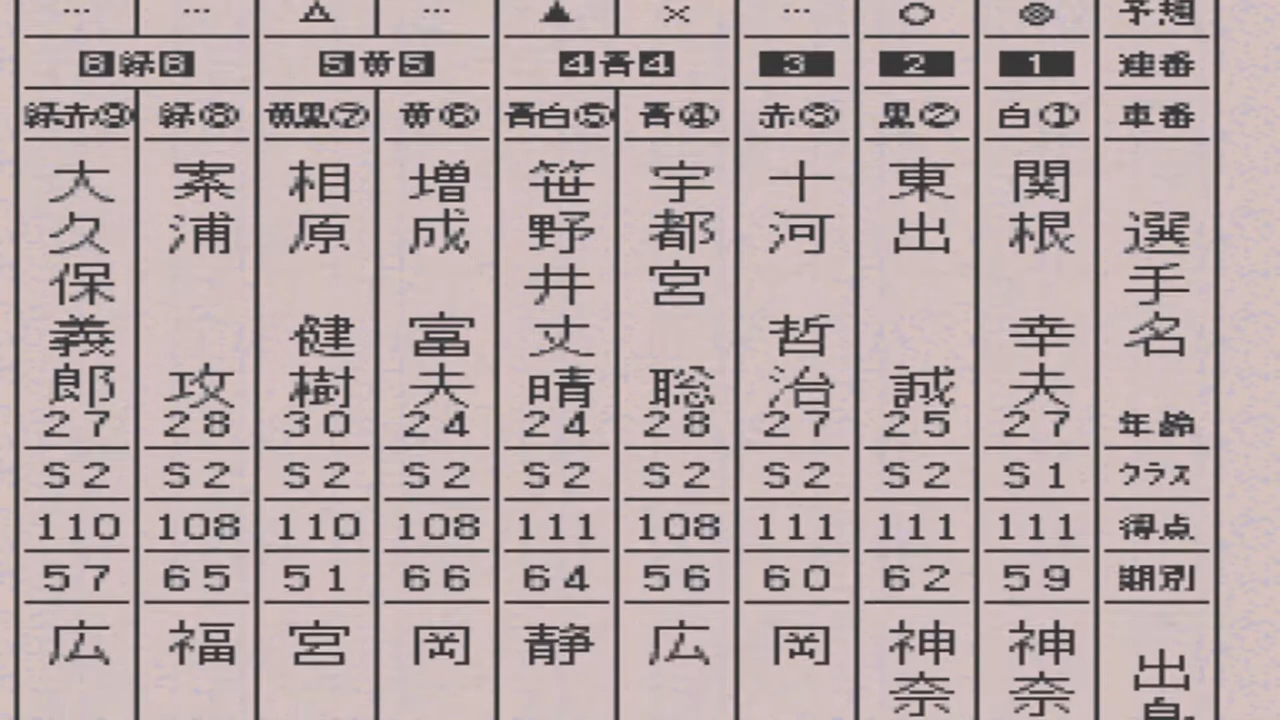 予想 ◎ ○ … × ▲ … △ … …
連番 1 2 3 4青4 5黄5 6緑6
車番 白① 黒② 赤③ 青④ 青白⑤ 黄⑥ 黄黒⑦ 緑⑧ 緑赤⑨
選手名
関根幸夫
東出誠
十河哲治
宇都宮聡
笹野井丈晴
増成富夫
相原健樹
索浦攻
大久保義郎
年齢 27 25 27 28 24 24 30 28 27
クラス S1 S2 S2 S2 S2 S2 S2 S2 S2
得点 111 111 111 108 111 108 110 108 110
期別 59 62 60 56 64 66 51 65 57
出身 神奈 神奈 岡 広 静 岡 宮 福 広